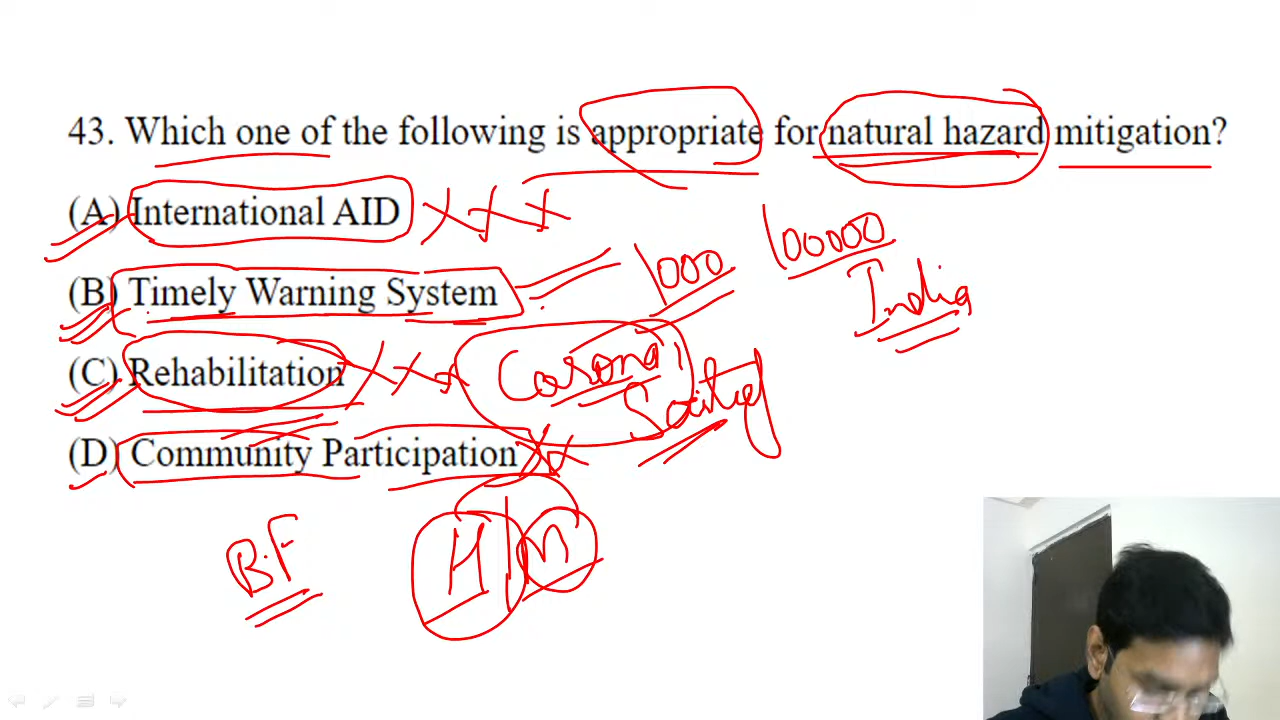 43. Which one of the following is appropriate for natural hazard mitigation?
(A) International AID
100000
India
(B) Timely Warning System
1000
(C) Rehabilitation
Corona
(D) Community Participation
B.F
H